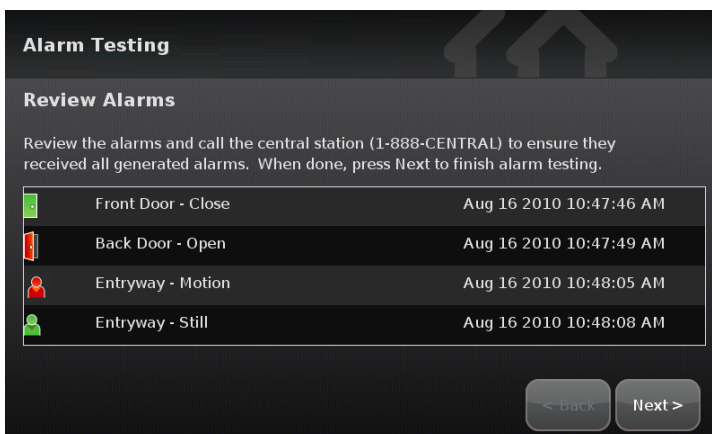 Alarm Testing
Review Alarms
Review the alarms and call the central station (1-888-CENTRAL) to ensure they
received all generated alarms.  When done, press Next to finish alarm testing.
Front Door - Close Aug 16 2010 10:47:46 AM
Back Door - Open Aug 16 2010 10:47:49 AM
Entryway - Motion Aug 16 2010 10:48:05 AM
Entryway - Still Aug 16 2010 10:48:08 AM
< Back Next >